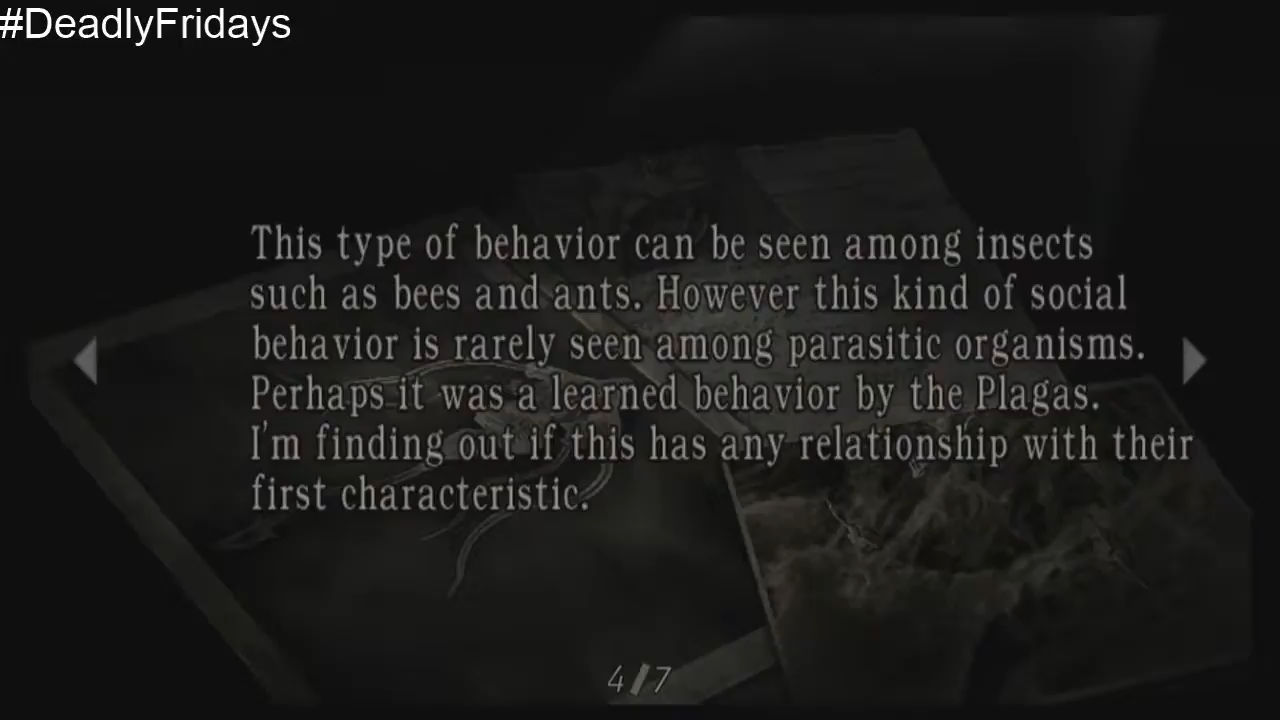 #DeadlyFridays
This type of behavior can be seen among insects
such as bees and ants. However this kind of social
behavior is rarely seen among parasitic organisms.
Perhaps it was a learned behavior by the Plagas.
I'm finding out if this has any relationship with their
first characteristic.
4/7